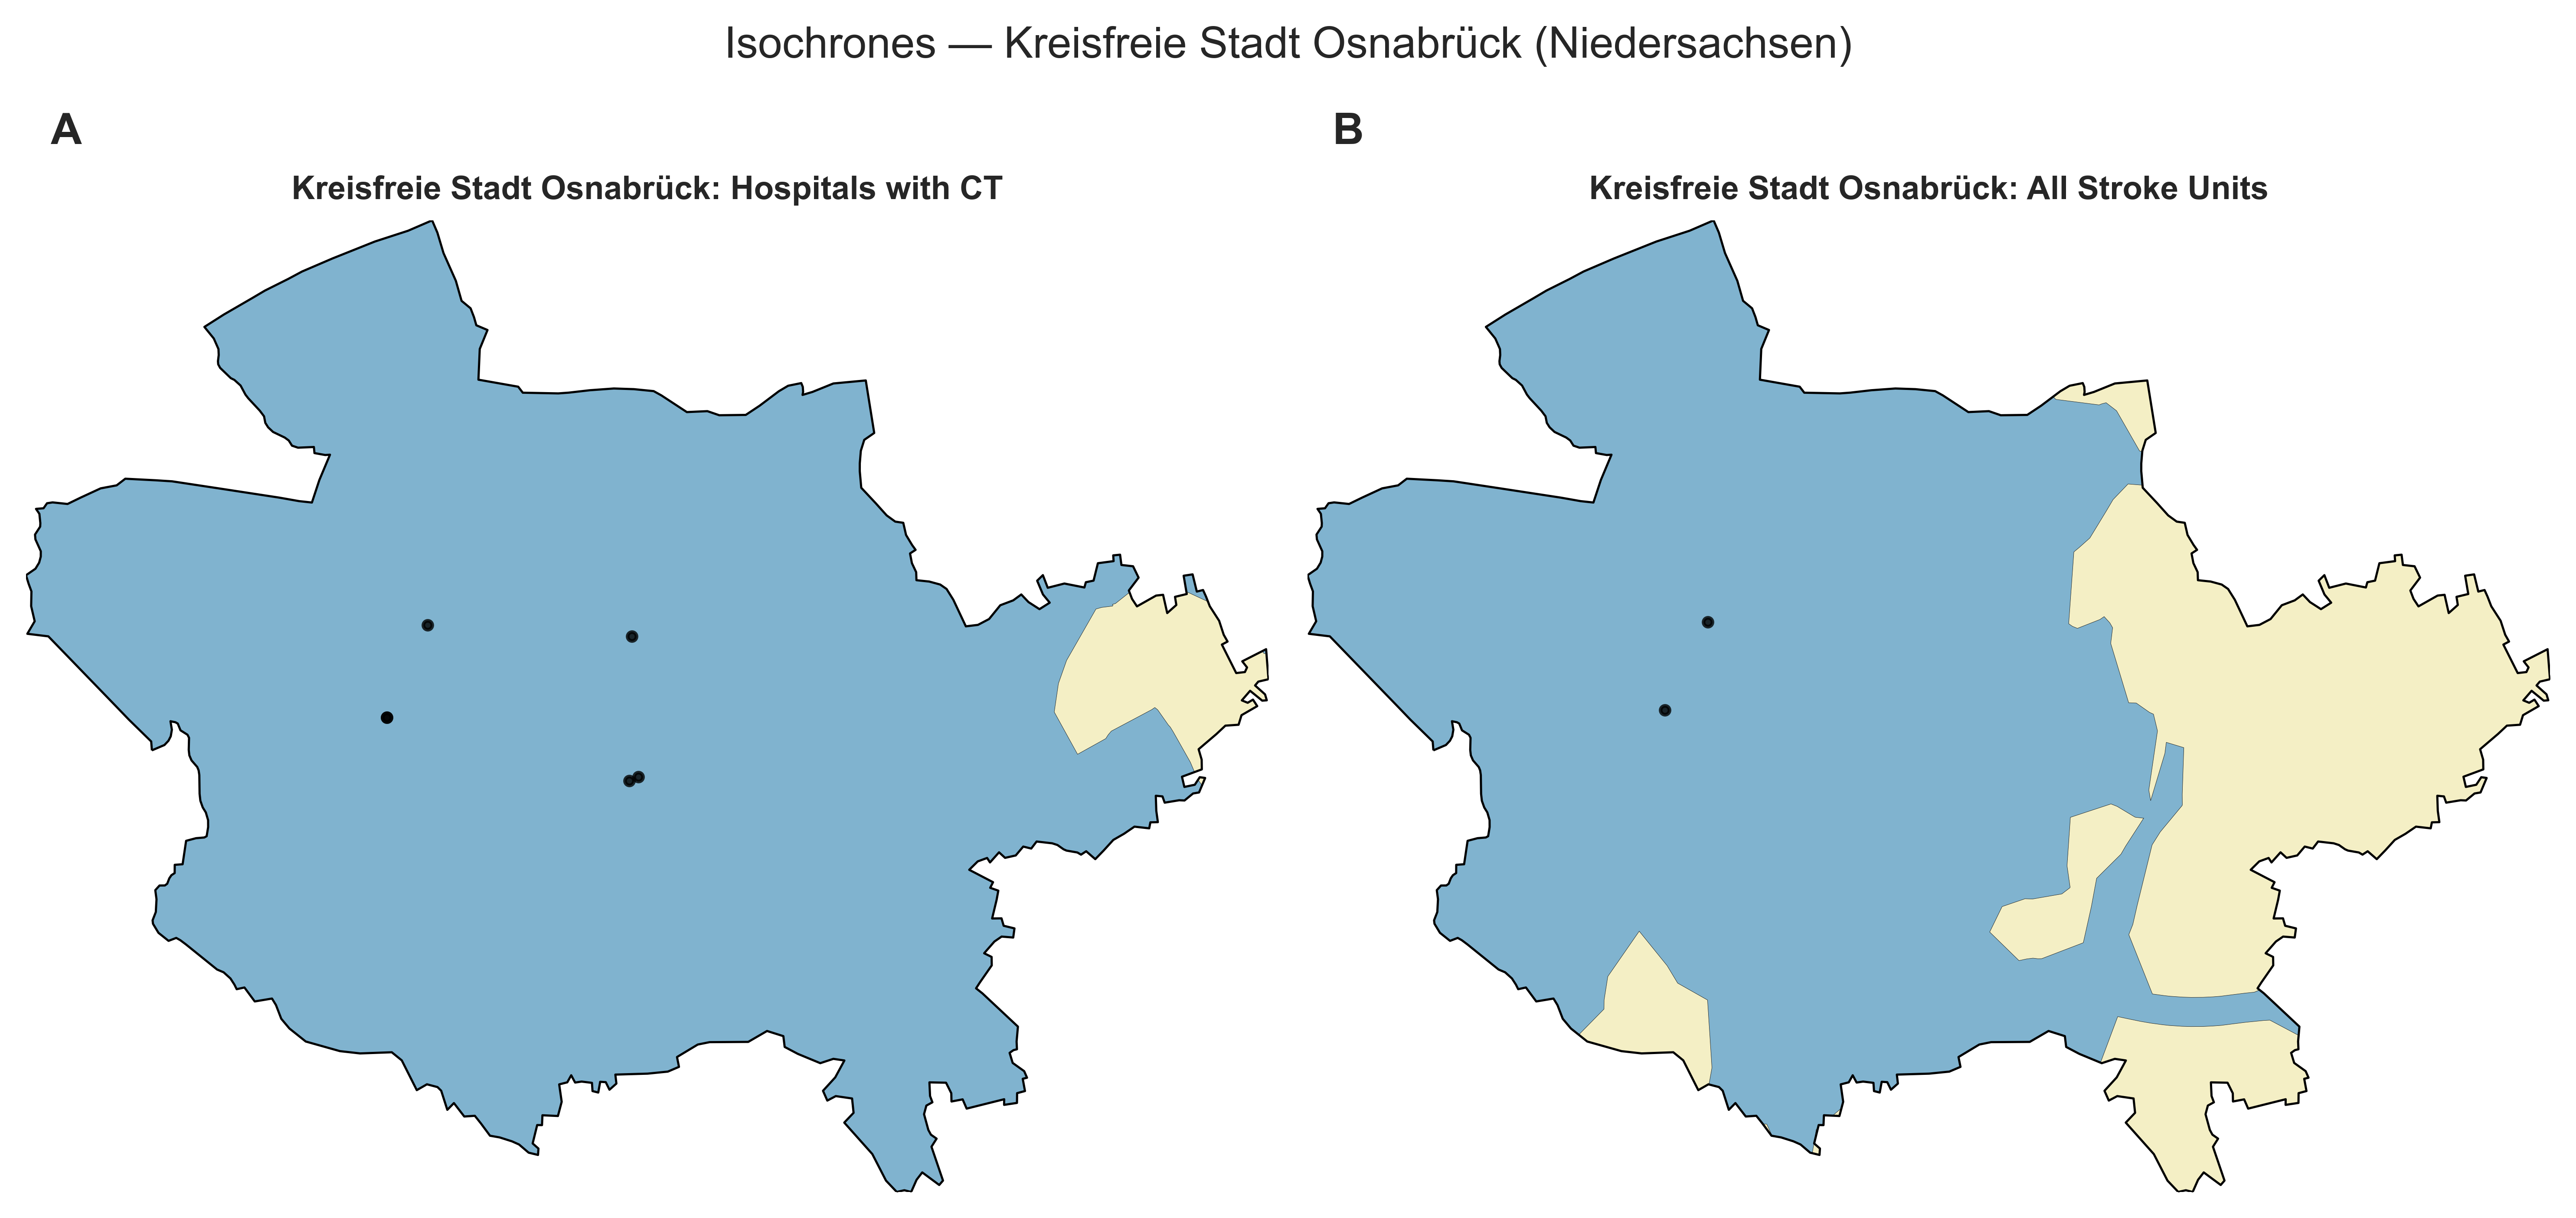 Isochrones — Kreisfreie Stadt Osnabrück (Niedersachsen)
A
Kreisfreie Stadt Osnabrück: Hospitals with CT
B
Kreisfreie Stadt Osnabrück: All Stroke Units